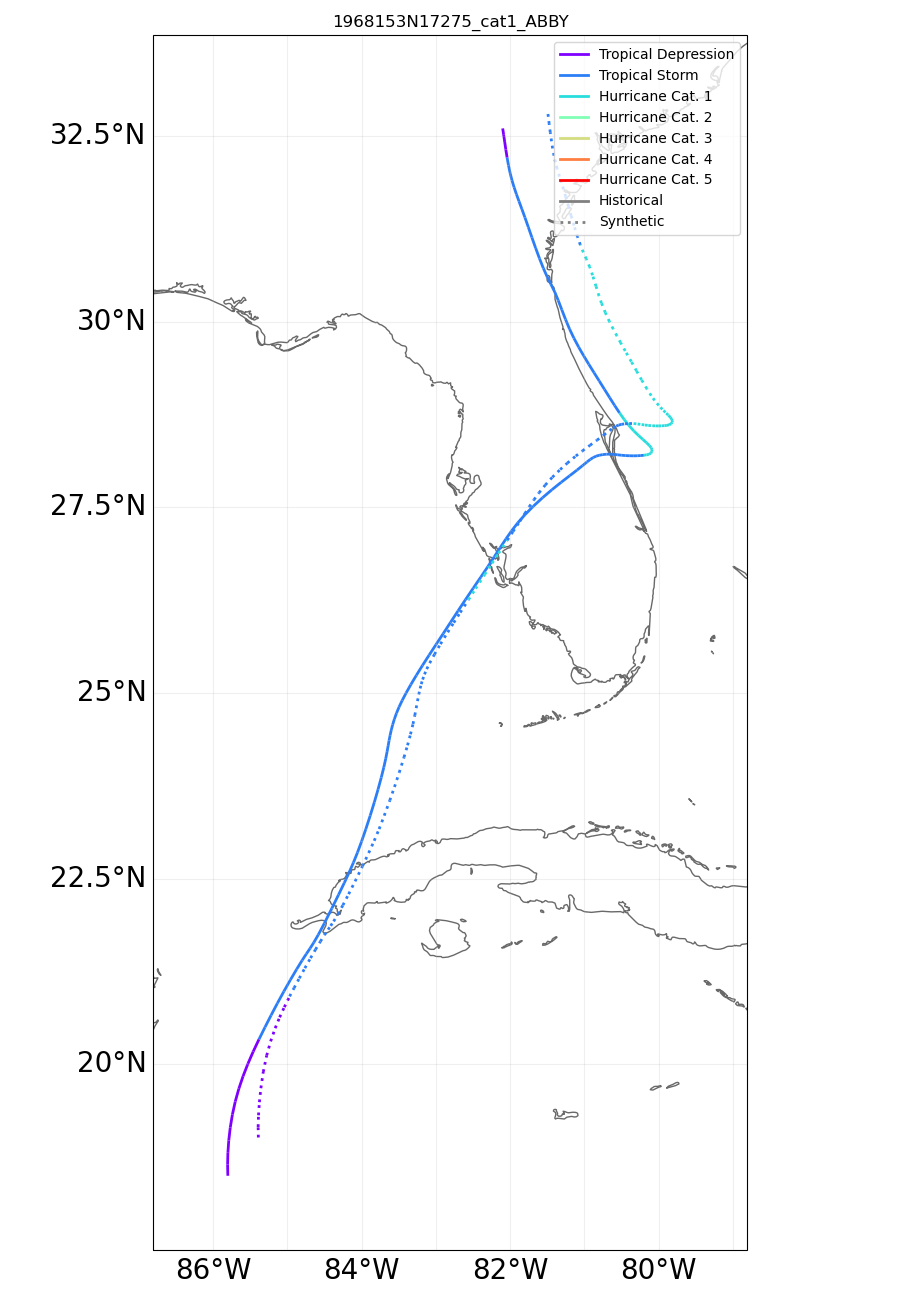 1968153N17275_cat1_ABBY
Tropical Depression
Tropical Storm
Hurricane Cat. 1
Hurricane Cat. 2
Hurricane Cat. 3
Hurricane Cat. 4
Hurricane Cat. 5
Historical
Synthetic
32.5°N
30°N
27.5°N
25°N
22.5°N
20°N
86°W 84°W 82°W 80°W